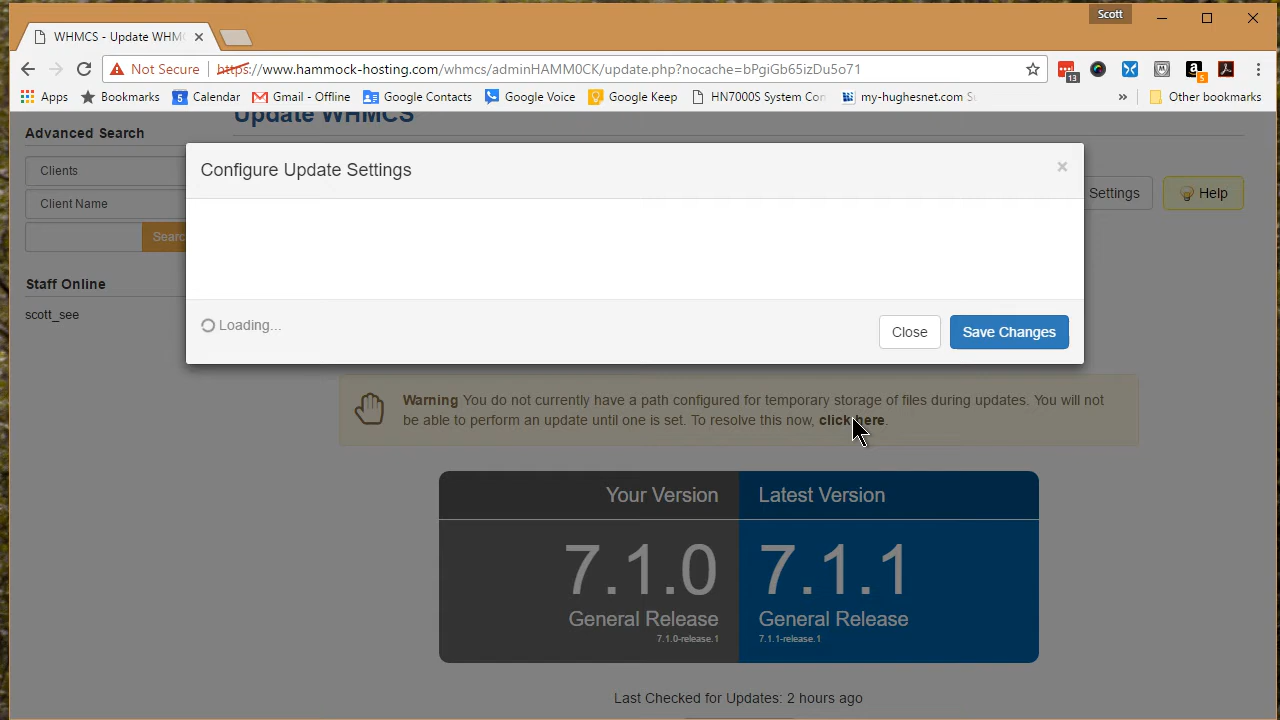 Scott
WHMCS - Update WHM
Not Secure https://www.hammock-hosting.com/whmcs/adminHAMM0CK/update.php?nocache=bPgiGb65izDu5o71
13
5
Apps Bookmarks 5 Calendar Gmail - Offline Google Contacts Google Voice Google Keep HN7000S System Con my-hughesnet.com S » Other bookmarks
Update WHMCS
Advanced Search
Clients
Client Name
Searc
Staff Online
scott_see
Configure Update Settings
×
Settings
Help
Loading...
Close
Save Changes
Warning You do not currently have a path configured for temporary storage of files during updates. You will not
be able to perform an update until one is set. To resolve this now, click here.
Your Version
Latest Version
7.1.0
7.1.1
General Release
General Release
7.1.0-release.1
7.1.1-release.1
Last Checked for Updates: 2 hours ago